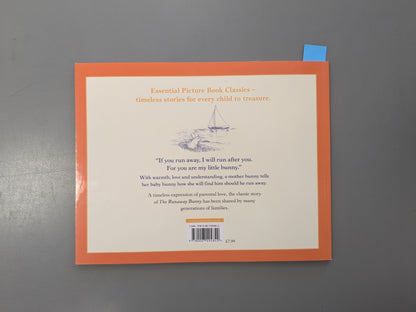 Essential Picture Book Classics –
timeless stories for every child to treasure.
"If you run away, I will run after you.
For you are my little bunny."
With warmth, love and understanding, a mother bunny tells
her baby bunny how she will find him should he run away.
A timeless expression of parental love, the classic story
of The Runaway Bunny has been shared by many
generations of families.
£7.99